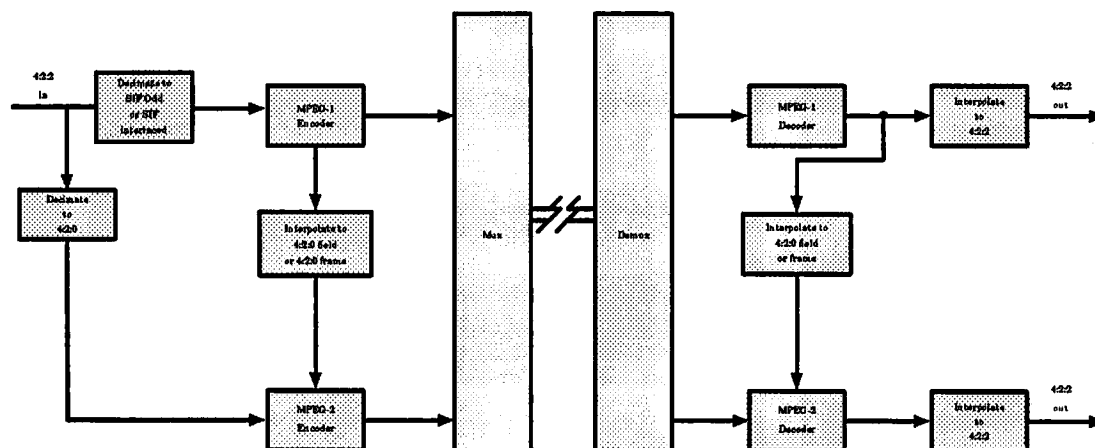 4:2:2
in
Decimate to
SIF Odd
or SIF
Interlaced
MPEG-1
Encoder
Decimate
to
4:2:0
Interpolate to
4:2:0 field
or 4:2:0 frame
MPEG-2
Encoder
Mux
Demux
MPEG-1
Decoder
Interpolate
to
4:2:2
4:2:2
out
Interpolate to
4:2:0 field
or frame
MPEG-2
Decoder
Interpolate
to
4:2:2
4:2:2
out